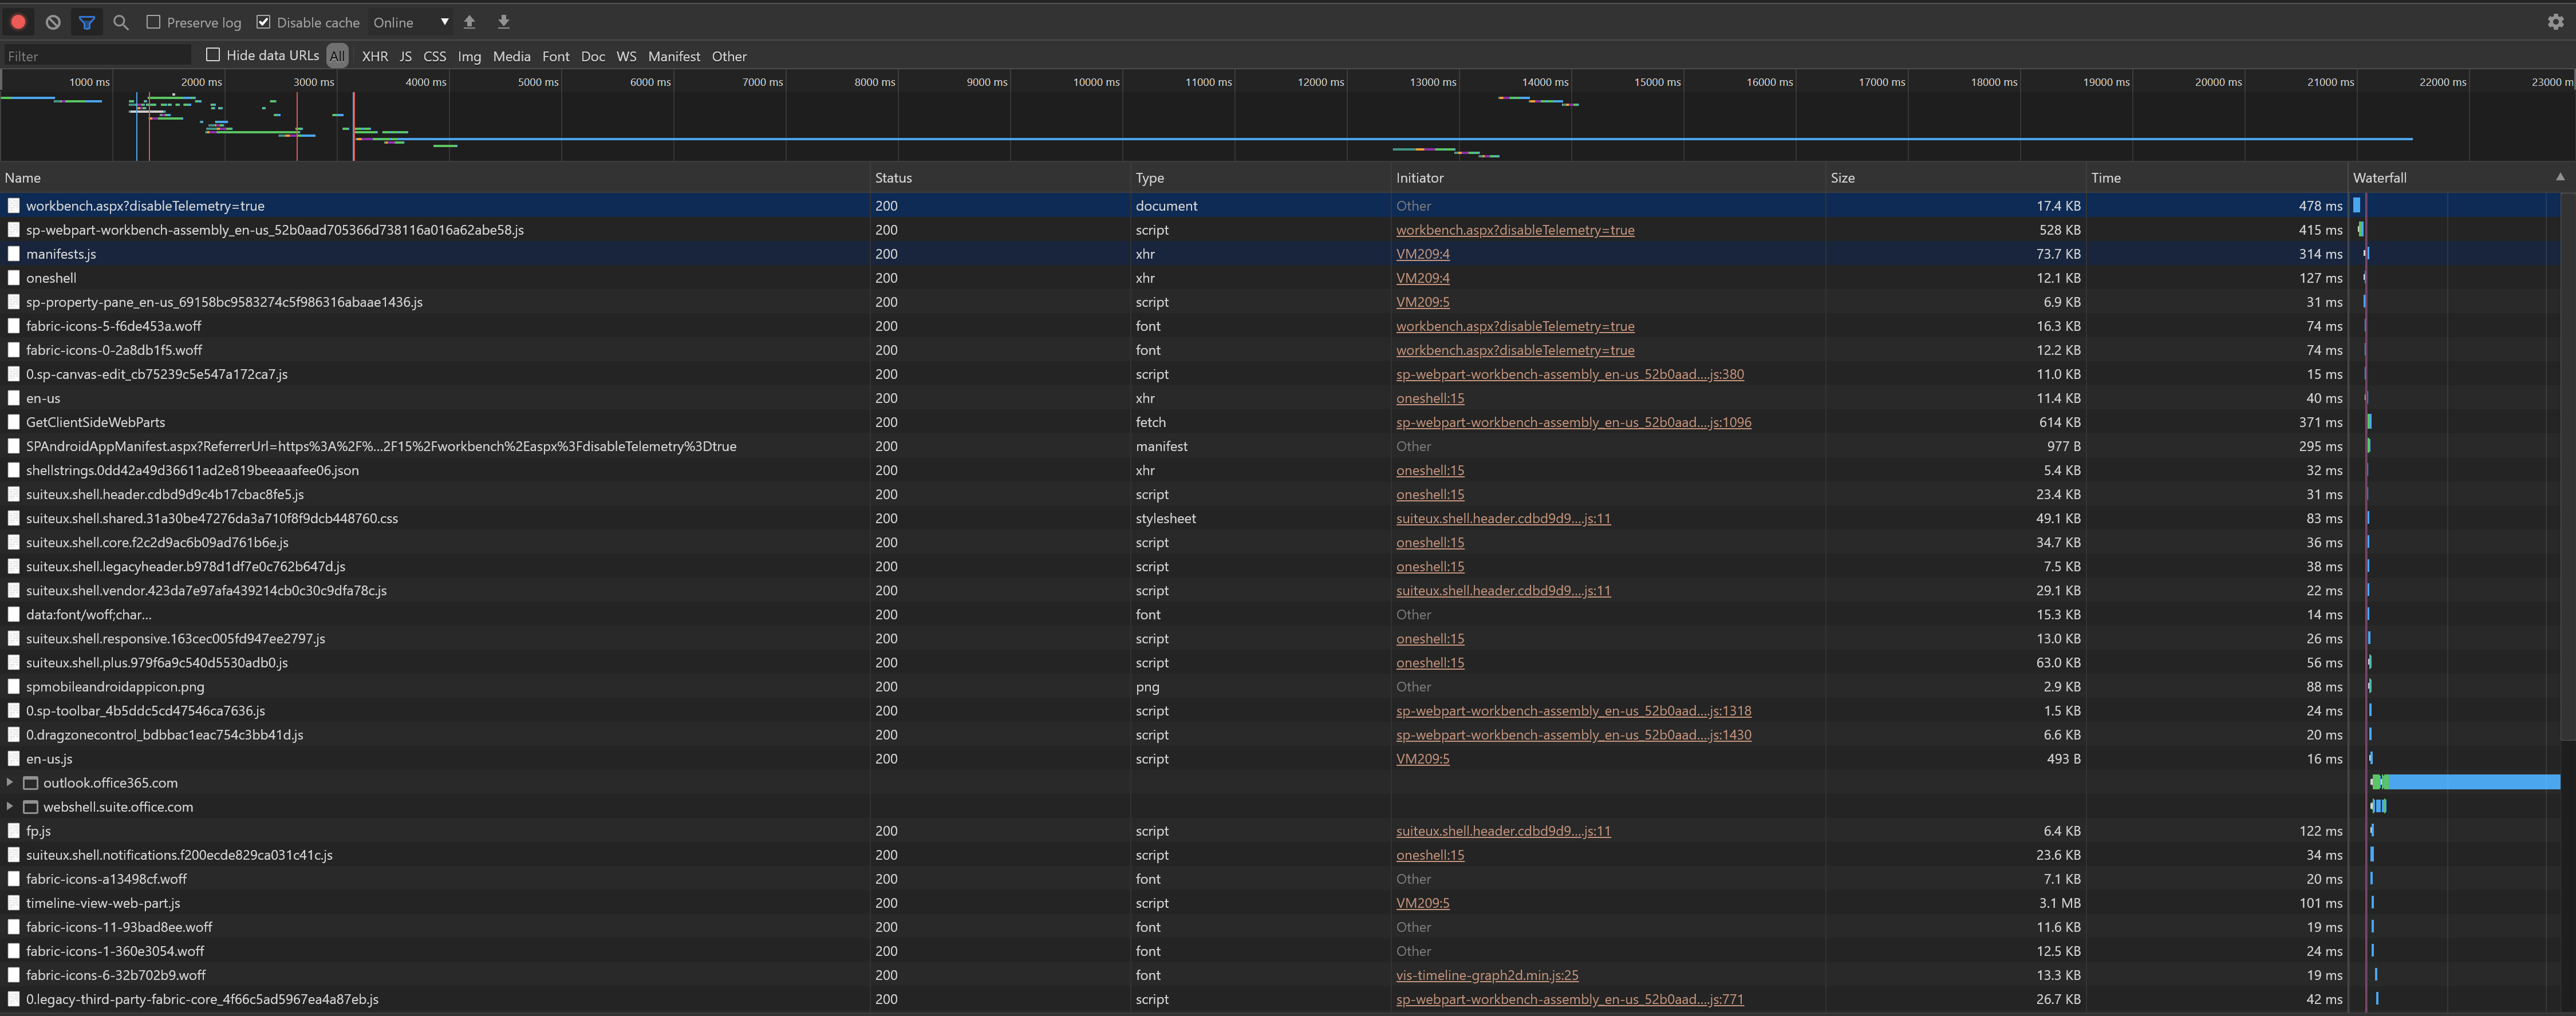 Preserve log Disable cache Online
Filter Hide data URLs All XHR JS CSS Img Media Font Doc WS Manifest Other
1000 ms 2000 ms 3000 ms 4000 ms 5000 ms 6000 ms 7000 ms 8000 ms 9000 ms 10000 ms 11000 ms 12000 ms 13000 ms 14000 ms 15000 ms 16000 ms 17000 ms 18000 ms 19000 ms 20000 ms 21000 ms 22000 ms 23000 m
Name Status Type Initiator Size Time Waterfall
workbench.aspx?disableTelemetry=true 200 document Other 17.4 KB 478 ms
sp-webpart-workbench-assembly_en-us_52b0aad705366d738116a016a62abe58.js 200 script workbench.aspx?disableTelemetry=true 528 KB 415 ms
manifests.js 200 xhr VM209:4 73.7 KB 314 ms
oneshell 200 xhr VM209:4 12.1 KB 127 ms
sp-property-pane_en-us_69158bc9583274c5f986316abaae1436.js 200 script VM209:5 6.9 KB 31 ms
fabric-icons-5-f6de453a.woff 200 font workbench.aspx?disableTelemetry=true 16.3 KB 74 ms
fabric-icons-0-2a8db1f5.woff 200 font workbench.aspx?disableTelemetry=true 12.2 KB 74 ms
0.sp-canvas-edit_cb75239c5e547a172ca7.js 200 script sp-webpart-workbench-assembly_en-us_52b0aad....js:380 11.0 KB 15 ms
en-us 200 xhr oneshell:15 11.4 KB 40 ms
GetClientSideWebParts 200 fetch sp-webpart-workbench-assembly_en-us_52b0aad....js:1096 614 KB 371 ms
SPAndroidAppManifest.aspx?ReferrerUrl=https%3A%2F%...2F15%2Fworkbench%2Easpx%3FdisableTelemetry%3Dtrue 200 manifest Other 977 B 295 ms
shellstrings.0dd42a49d36611ad2e819beeaaafee06.json 200 xhr oneshell:15 5.4 KB 32 ms
suiteux.shell.header.cdbd9d9c4b17cbac8fe5.js 200 script oneshell:15 23.4 KB 31 ms
suiteux.shell.shared.31a30be47276da3a710f8f9dcb448760.css 200 stylesheet suiteux.shell.header.cdbd9d9....js:11 49.1 KB 83 ms
suiteux.shell.core.f2c2d9ac6b09ad761b6e.js 200 script oneshell:15 34.7 KB 36 ms
suiteux.shell.legacyheader.b978d1df7e0c762b647d.js 200 script oneshell:15 7.5 KB 38 ms
suiteux.shell.vendor.423da7e97afa439214cb0c30c9dfa78c.js 200 script suiteux.shell.header.cdbd9d9....js:11 29.1 KB 22 ms
data:font/woff;char... 200 font Other 15.3 KB 14 ms
suiteux.shell.responsive.163cec005fd947ee2797.js 200 script oneshell:15 13.0 KB 26 ms
suiteux.shell.plus.979f6a9c540d5530adb0.js 200 script oneshell:15 63.0 KB 56 ms
spmobileandroidappicon.png 200 png Other 2.9 KB 88 ms
0.sp-toolbar_4b5ddc5cd47546ca7636.js 200 script sp-webpart-workbench-assembly_en-us_52b0aad....js:1318 1.5 KB 24 ms
0.dragzonecontrol_bdbbac1eac754c3bb41d.js 200 script sp-webpart-workbench-assembly_en-us_52b0aad....js:1430 6.6 KB 20 ms
en-us.js 200 script VM209:5 493 B 16 ms
outlook.office365.com
webshell.suite.office.com
fp.js 200 script suiteux.shell.header.cdbd9d9....js:11 6.4 KB 122 ms
suiteux.shell.notifications.f200ecde829ca031c41c.js 200 script oneshell:15 23.6 KB 34 ms
fabric-icons-a13498cf.woff 200 font Other 7.1 KB 20 ms
timeline-view-web-part.js 200 script VM209:5 3.1 MB 101 ms
fabric-icons-11-93bad8ee.woff 200 font Other 11.6 KB 19 ms
fabric-icons-1-360e3054.woff 200 font Other 12.5 KB 24 ms
fabric-icons-6-32b702b9.woff 200 font vis-timeline-graph2d.min.js:25 13.3 KB 19 ms
0.legacy-third-party-fabric-core_4f66c5ad5967ea4a87eb.js 200 script sp-webpart-workbench-assembly_en-us_52b0aad....js:771 26.7 KB 42 ms